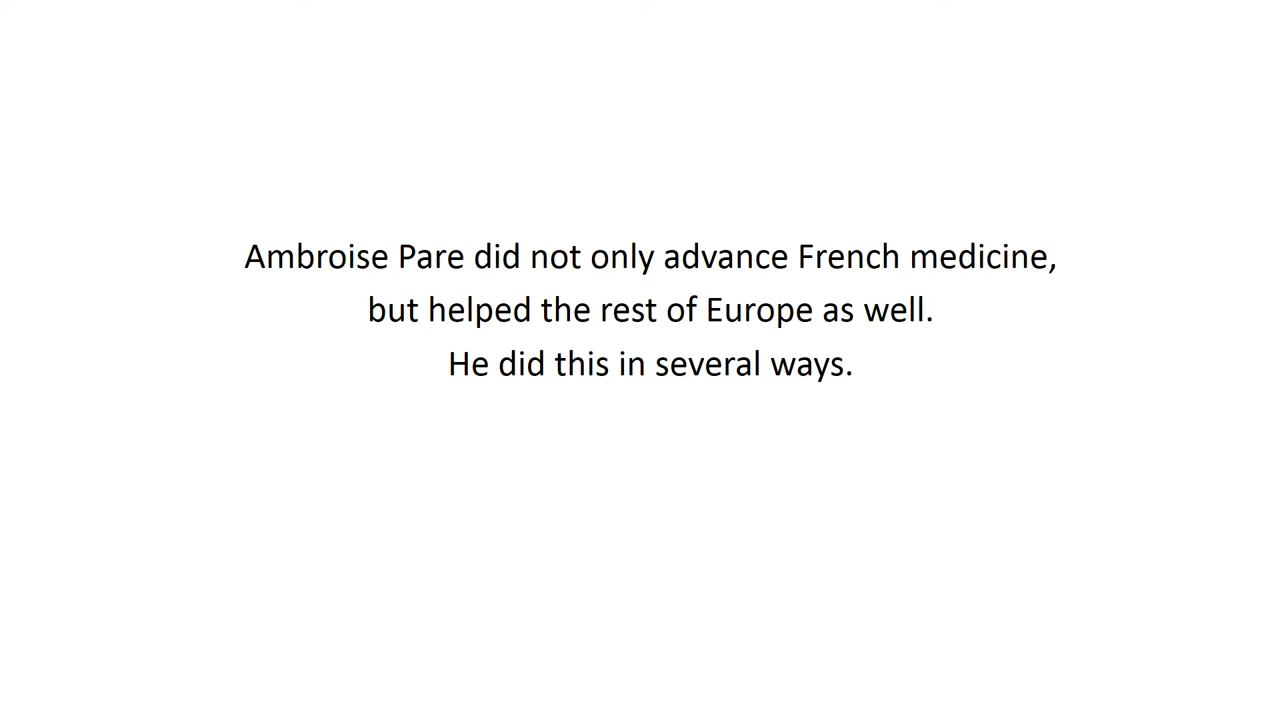 Ambroise Pare did not only advance French medicine,
but helped the rest of Europe as well.
He did this in several ways.